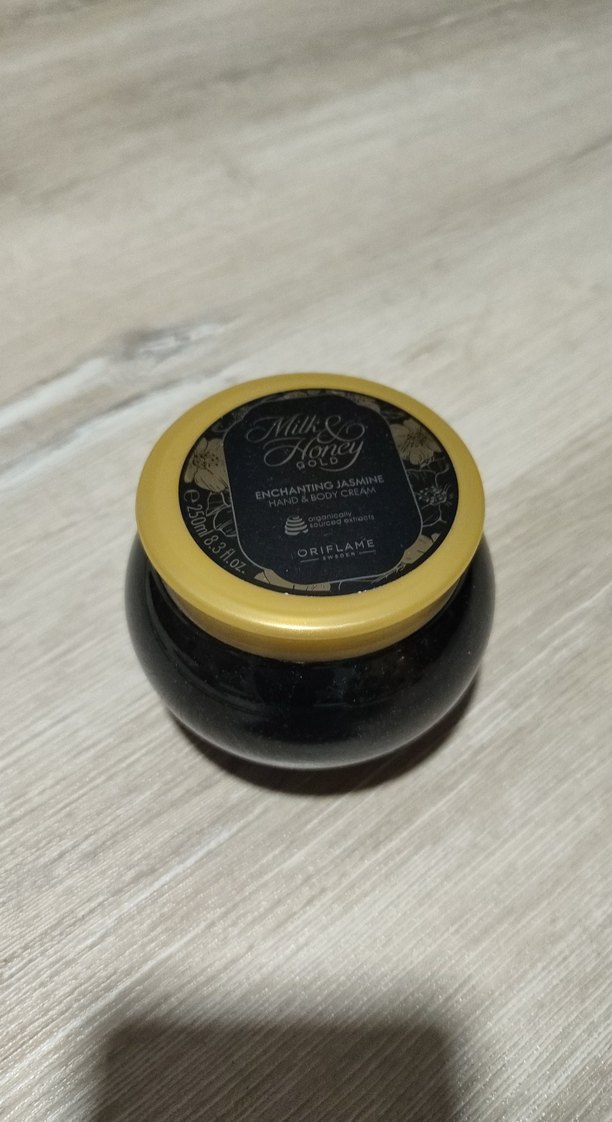 Milk &
Honey
GOLD
ENCHANTING JASMINE
HAND & BODY CREAM
organically
sourced extracts
ORIFLAME
SWEDEN
℮ 250ml 8.3 fl.oz.